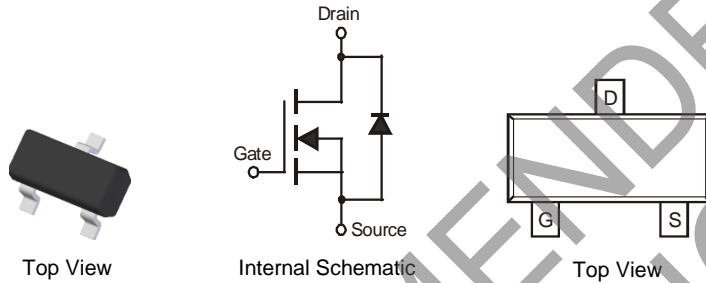 Drain
D
Gate
G
S
Source
Top View
Internal Schematic
Top View